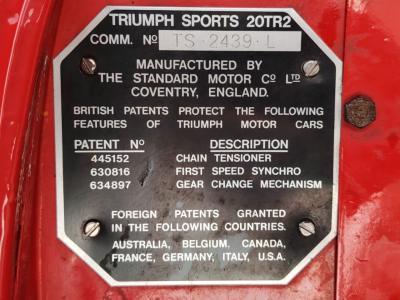 TRIUMPH SPORTS 20TR2
COMM. Nº TS·2439·L
MANUFACTURED BY
THE STANDARD MOTOR Cº LTD
COVENTRY, ENGLAND.
BRITISH PATENTS PROTECT THE FOLLOWING
FEATURES OF TRIUMPH MOTOR CARS
PATENT Nº DESCRIPTION
445152 CHAIN TENSIONER
630816 FIRST SPEED SYNCHRO
634897 GEAR CHANGE MECHANISM
FOREIGN PATENTS GRANTED
IN THE FOLLOWING COUNTRIES.
AUSTRALIA, BELGIUM, CANADA,
FRANCE, GERMANY, ITALY, U.S.A.